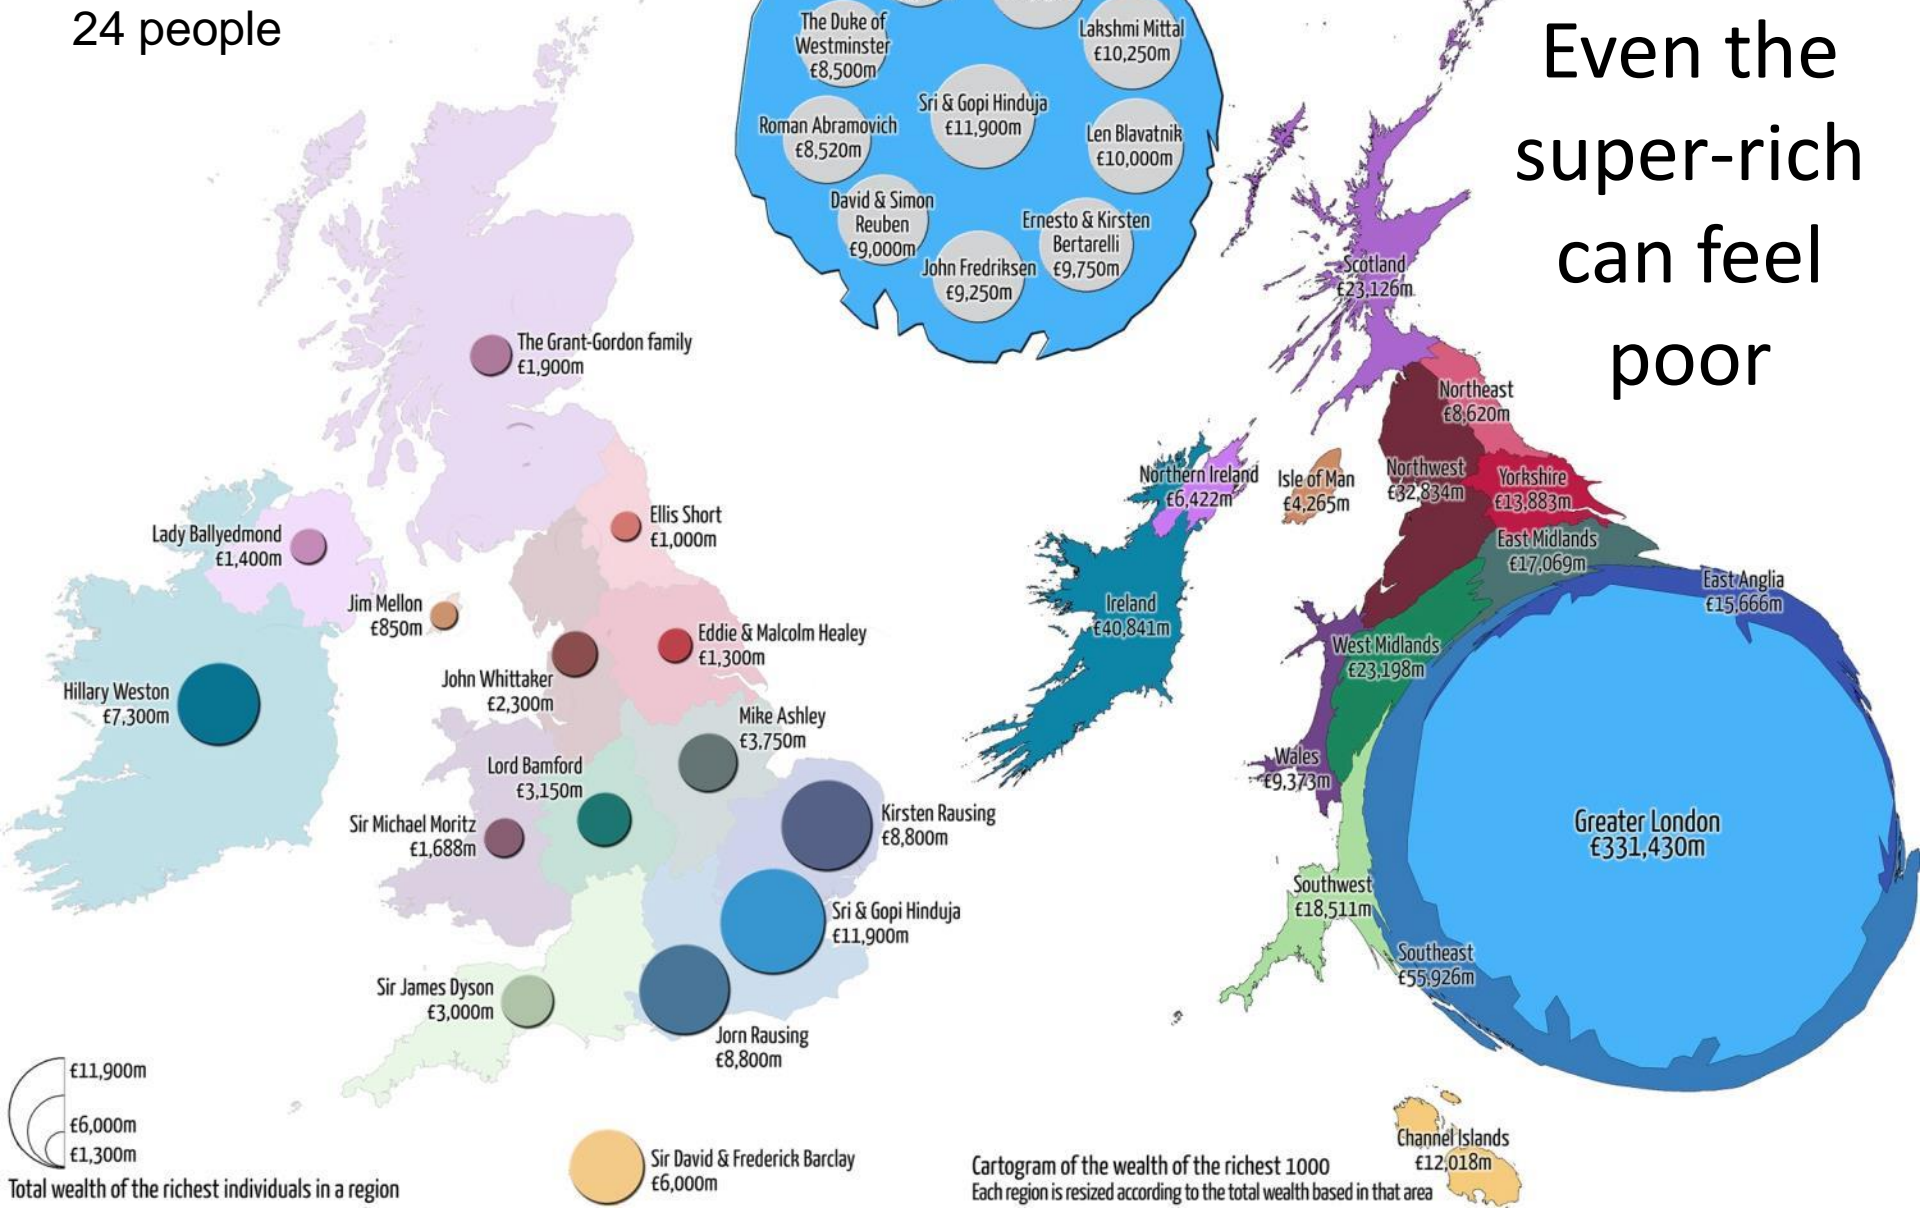 24 people
Even the
super-rich
can feel
poor
The Duke of
Westminster
£8,500m
Lakshmi Mittal
£10,250m
Sri & Gopi Hinduja
£11,900m
Roman Abramovich
£8,520m
Len Blavatnik
£10,000m
David & Simon
Reuben
£9,000m
Ernesto & Kirsten
Bertarelli
£9,750m
John Fredriksen
£9,250m
The Grant-Gordon family
£1,900m
Ellis Short
£1,000m
Lady Ballyedmond
£1,400m
Jim Mellon
£850m
Eddie & Malcolm Healey
£1,300m
John Whittaker
£2,300m
Hillary Weston
£7,300m
Mike Ashley
£3,750m
Lord Bamford
£3,150m
Kirsten Rausing
£8,800m
Sir Michael Moritz
£1,688m
Sri & Gopi Hinduja
£11,900m
Sir James Dyson
£3,000m
Jorn Rausing
£8,800m
Sir David & Frederick Barclay
£6,000m
£11,900m
£6,000m
£1,300m
Total wealth of the richest individuals in a region
Scotland
£23,126m
Northeast
£8,620m
Northern Ireland
£6,422m
Isle of Man
£4,265m
Northwest
£32,834m
Yorkshire
£13,883m
East Midlands
£17,069m
East Anglia
£15,666m
Ireland
£40,841m
West Midlands
£23,198m
Wales
£9,373m
Greater London
£331,430m
Southwest
£18,511m
Southeast
£55,926m
Channel Islands
£12,018m
Cartogram of the wealth of the richest 1000
Each region is resized according to the total wealth based in that area